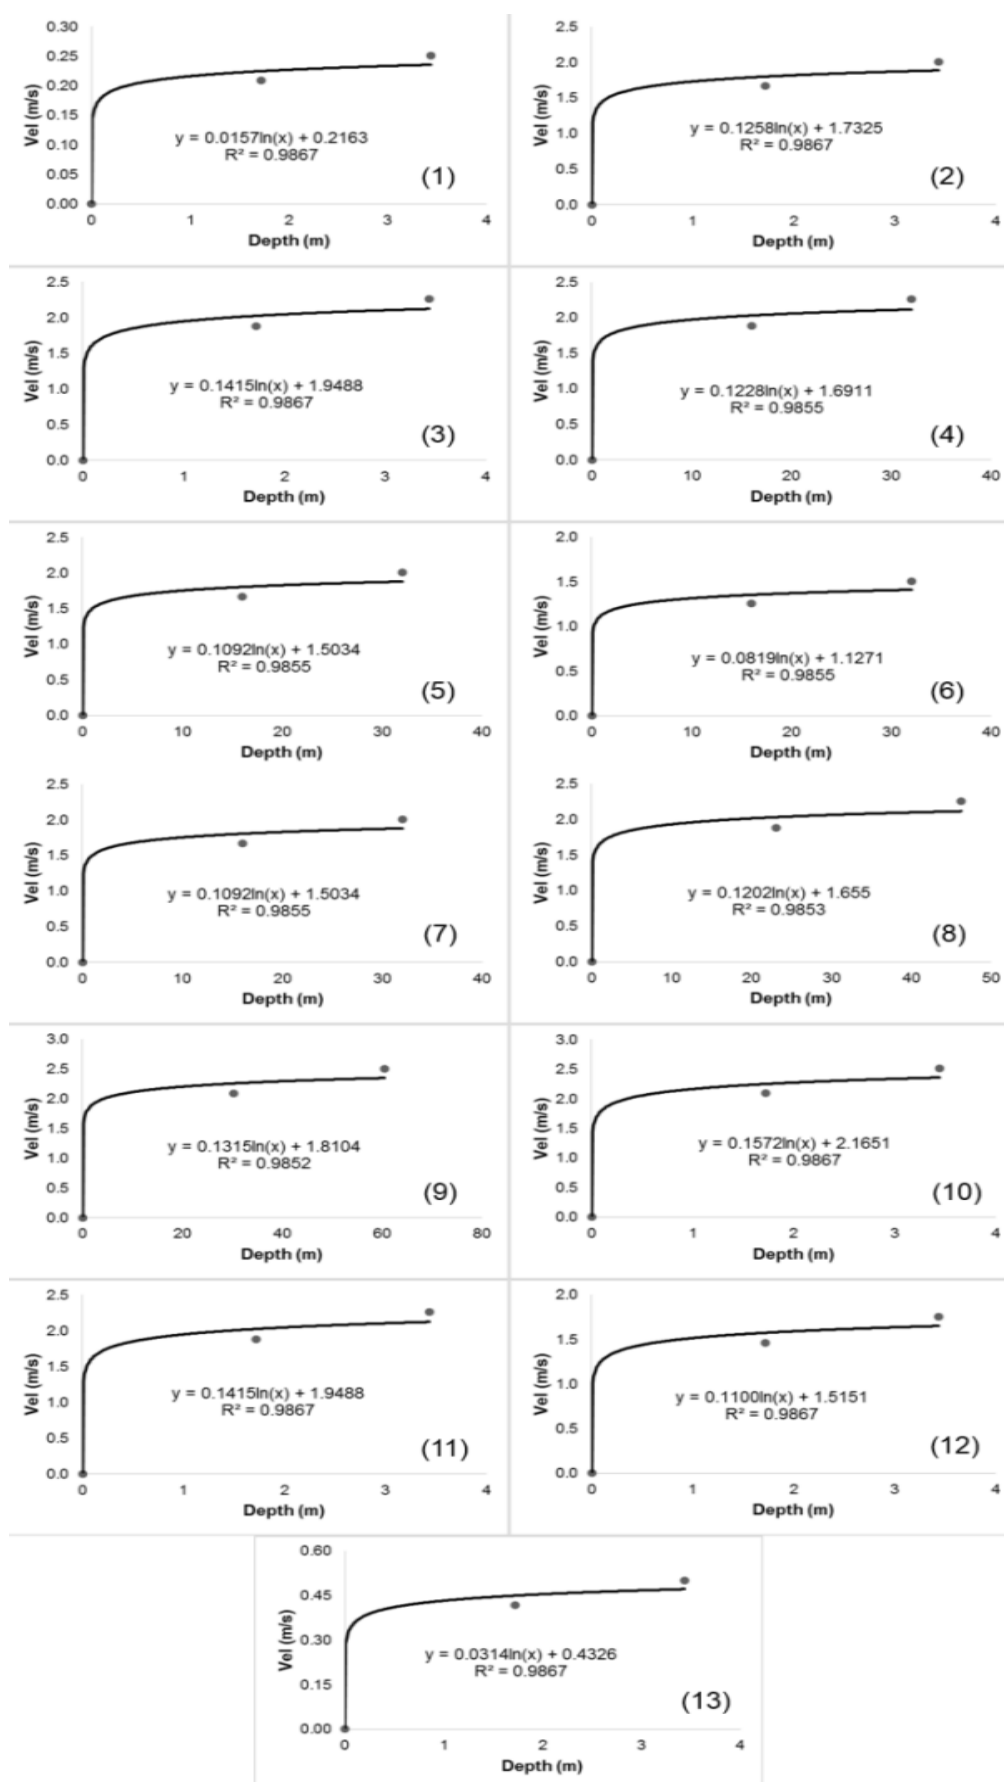 0.30
0.25
0.20
0.15
0.10
0.05
0.00
Vel (m/s)
y = 0.0157ln(x) + 0.2163
R² = 0.9867
(1)
0 1 2 3 4
Depth (m)
2.5
2.0
1.5
1.0
0.5
0.0
Vel (m/s)
y = 0.1258ln(x) + 1.7325
R² = 0.9867
(2)
0 1 2 3 4
Depth (m)
2.5
2.0
1.5
1.0
0.5
0.0
Vel (m/s)
y = 0.1415ln(x) + 1.9488
R² = 0.9867
(3)
0 1 2 3 4
Depth (m)
2.5
2.0
1.5
1.0
0.5
0.0
Vel (m/s)
y = 0.1228ln(x) + 1.6911
R² = 0.9855
(4)
0 10 20 30 40
Depth (m)
2.5
2.0
1.5
1.0
0.5
0.0
Vel (m/s)
y = 0.1092ln(x) + 1.5034
R² = 0.9855
(5)
0 10 20 30 40
Depth (m)
2.0
1.5
1.0
0.5
0.0
Vel (m/s)
y = 0.0819ln(x) + 1.1271
R² = 0.9855
(6)
0 10 20 30 40
Depth (m)
2.5
2.0
1.5
1.0
0.5
0.0
Vel (m/s)
y = 0.1092ln(x) + 1.5034
R² = 0.9855
(7)
0 10 20 30 40
Depth (m)
2.5
2.0
1.5
1.0
0.5
0.0
Vel (m/s)
y = 0.1202ln(x) + 1.655
R² = 0.9853
(8)
0 10 20 30 40 50
Depth (m)
3.0
2.5
2.0
1.5
1.0
0.5
0.0
Vel (m/s)
y = 0.1315ln(x) + 1.8104
R² = 0.9852
(9)
0 20 40 60 80
Depth (m)
3.0
2.5
2.0
1.5
1.0
0.5
0.0
Vel (m/s)
y = 0.1572ln(x) + 2.1651
R² = 0.9867
(10)
0 1 2 3 4
Depth (m)
2.5
2.0
1.5
1.0
0.5
0.0
Vel (m/s)
y = 0.1415ln(x) + 1.9488
R² = 0.9867
(11)
0 1 2 3 4
Depth (m)
2.0
1.5
1.0
0.5
0.0
Vel (m/s)
y = 0.1100ln(x) + 1.5151
R² = 0.9867
(12)
0 1 2 3 4
Depth (m)
0.60
0.45
0.30
0.15
0.00
Vel (m/s)
y = 0.0314ln(x) + 0.4326
R² = 0.9867
(13)
0 1 2 3 4
Depth (m)